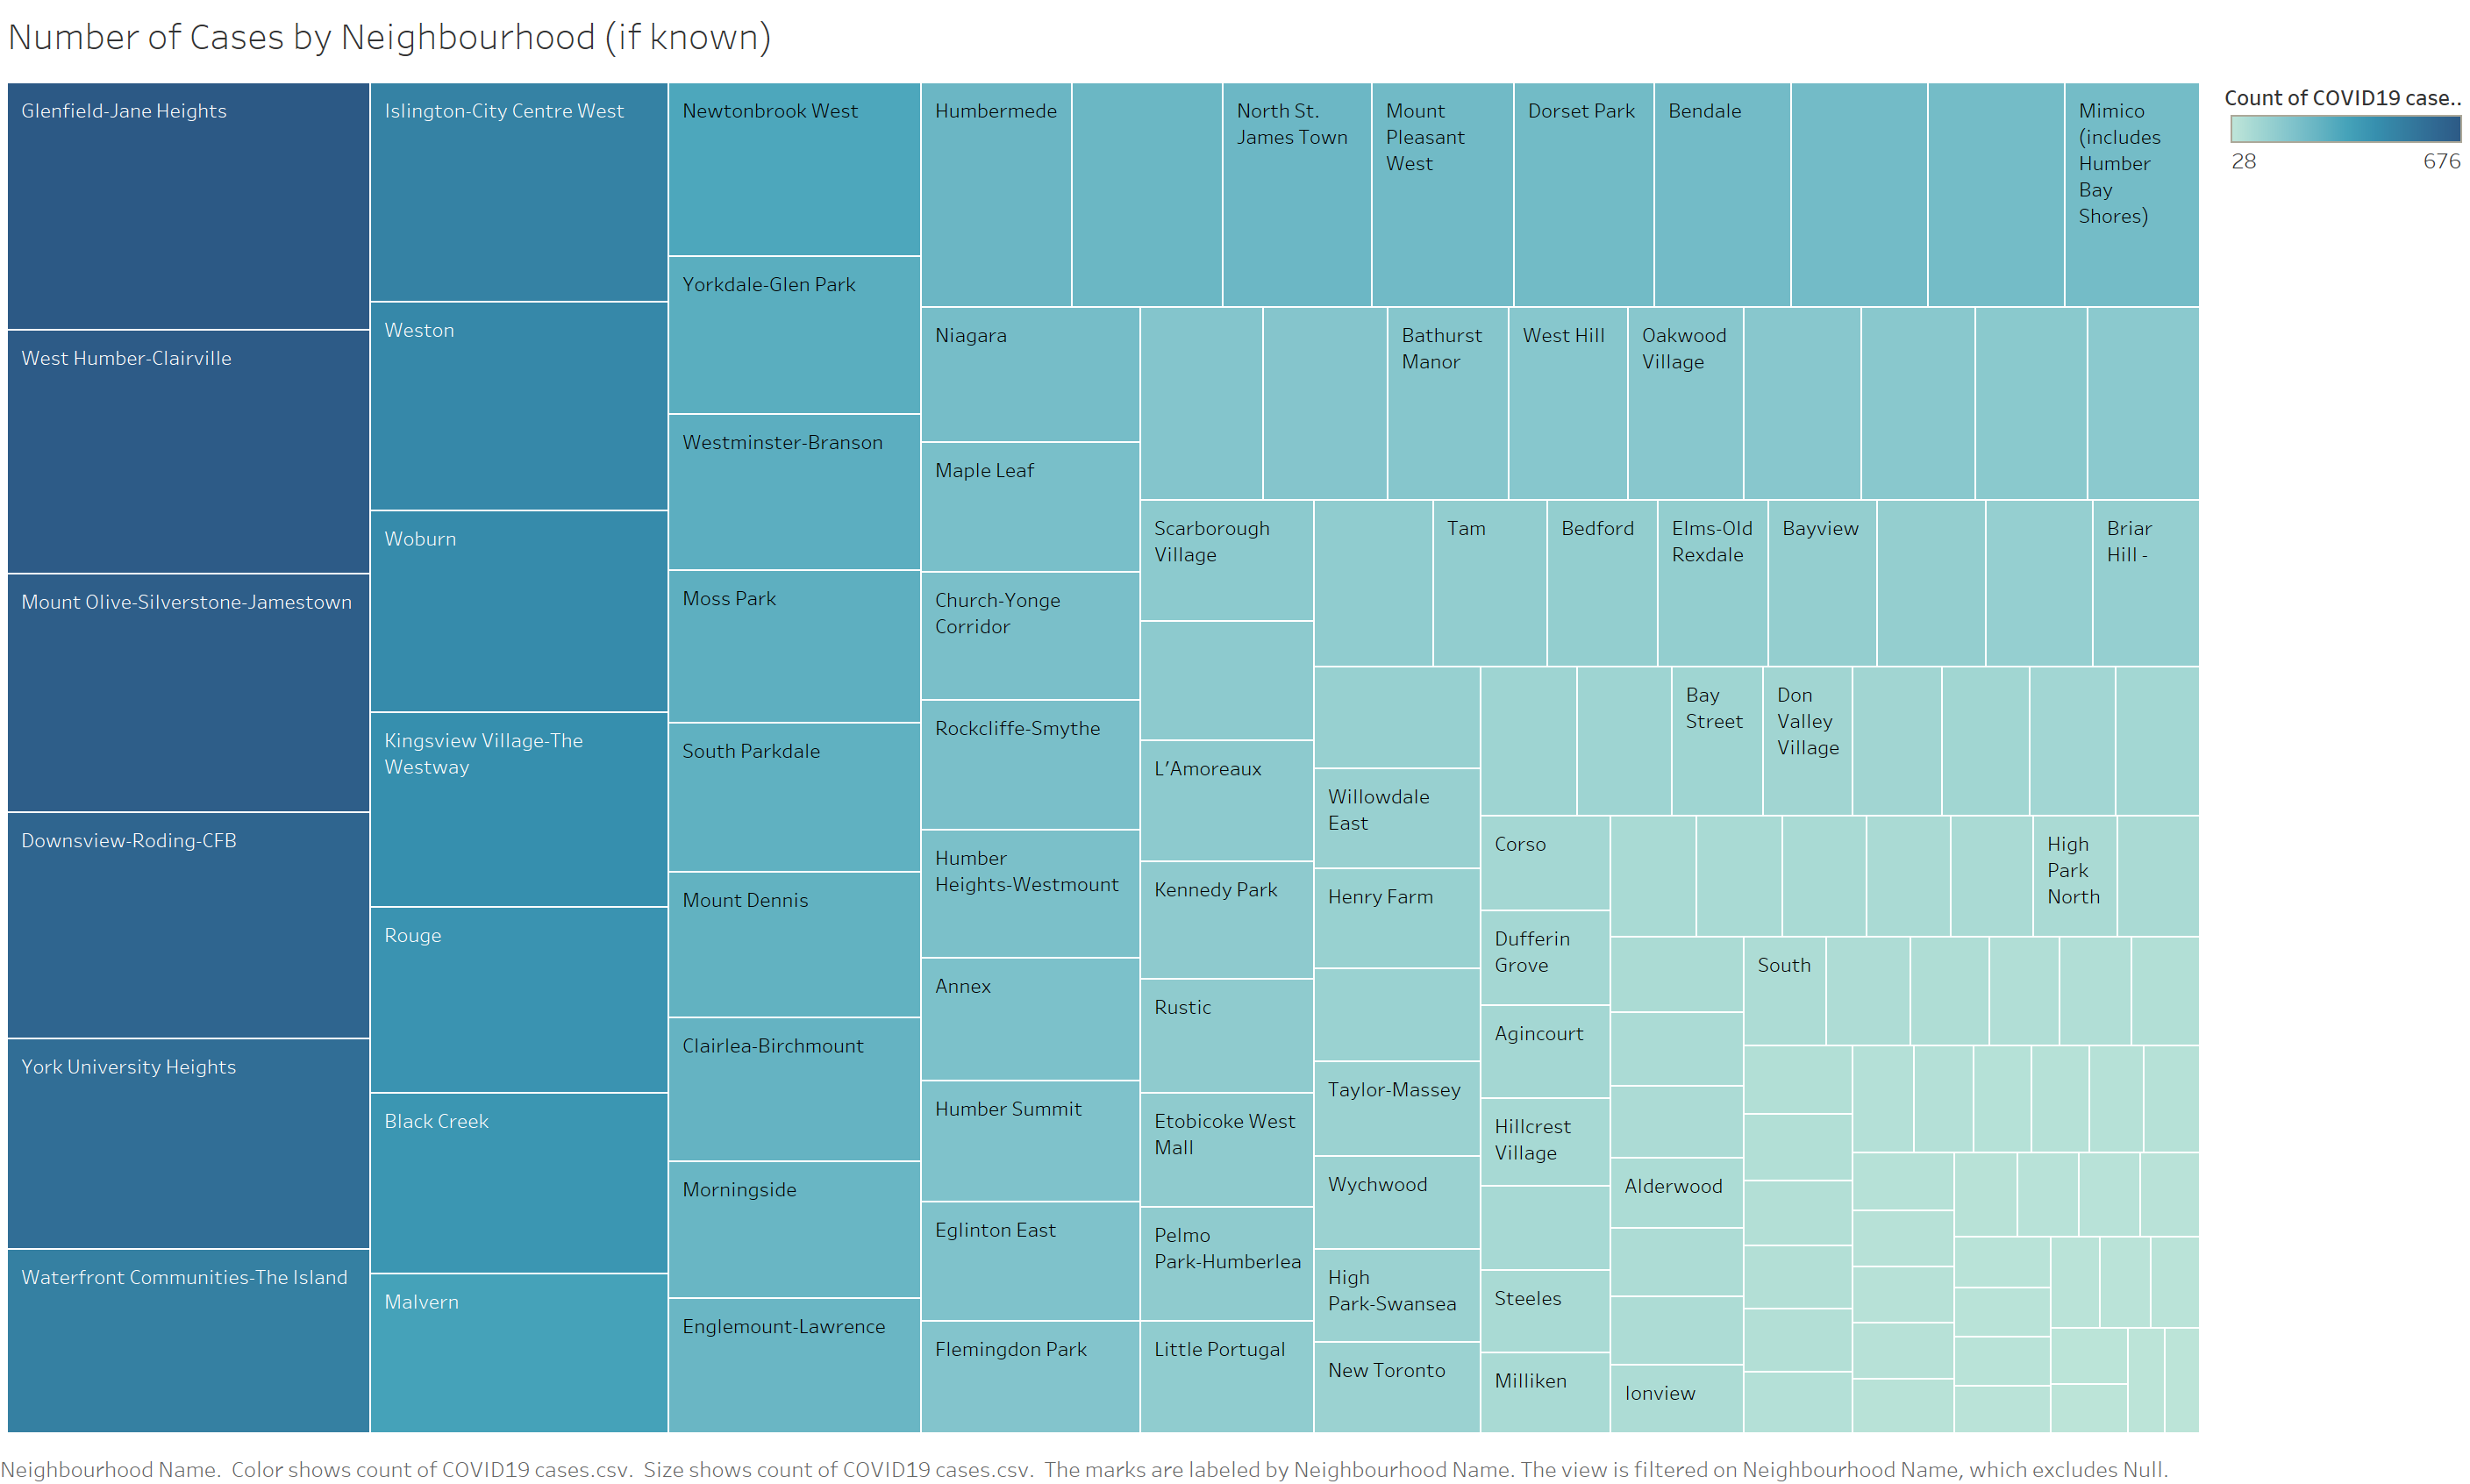 Number of Cases by Neighbourhood (if known)
Glenfield-Jane Heights
West Humber-Clairville
Mount Olive-Silverstone-Jamestown
Downsview-Roding-CFB
York University Heights
Waterfront Communities-The Island
Islington-City Centre West
Weston
Woburn
Kingsview Village-The
Westway
Rouge
Black Creek
Malvern
Newtonbrook West
Yorkdale-Glen Park
Westminster-Branson
Moss Park
South Parkdale
Mount Dennis
Clairlea-Birchmount
Morningside
Englemount-Lawrence
Humbermede
North St.
James Town
Mount
Pleasant
West
Dorset Park
Bendale
Mimico
(includes
Humber
Bay
Shores)
Niagara
Maple Leaf
Church-Yonge
Corridor
Rockcliffe-Smythe
Humber
Heights-Westmount
Annex
Humber Summit
Eglinton East
Flemingdon Park
Bathurst
Manor
West Hill
Oakwood
Village
Scarborough
Village
L’Amoreaux
Kennedy Park
Rustic
Etobicoke West
Mall
Pelmo
Park-Humberlea
Little Portugal
Tam
Bedford
Elms-Old
Rexdale
Bayview
Briar
Hill -
Willowdale
East
Henry Farm
Taylor-Massey
Wychwood
High
Park-Swansea
New Toronto
Bay
Street
Don
Valley
Village
Corso
Dufferin
Grove
Agincourt
Hillcrest
Village
Steeles
Milliken
High
Park
North
Alderwood
Ionview
South
Count of COVID19 case..
28 676
Neighbourhood Name.  Color shows count of COVID19 cases.csv.  Size shows count of COVID19 cases.csv.  The marks are labeled by Neighbourhood Name. The view is filtered on Neighbourhood Name, which excludes Null.